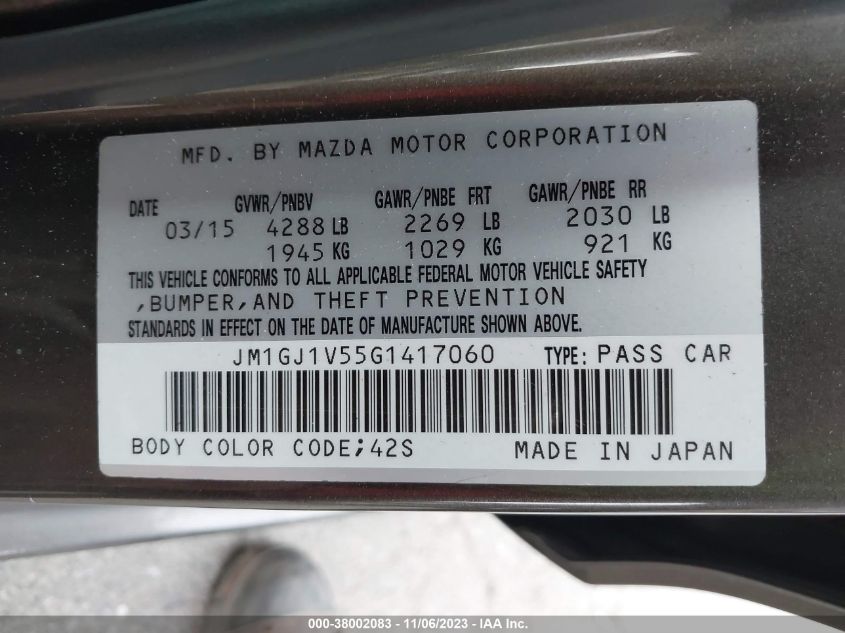 MFD. BY MAZDA MOTOR CORPORATION
DATE GVWR/PNBV GAWR/PNBE FRT GAWR/PNBE RR
03/15 4288 LB 2269 LB 2030 LB
1945 KG 1029 KG 921 KG
THIS VEHICLE CONFORMS TO ALL APPLICABLE FEDERAL MOTOR VEHICLE SAFETY
,BUMPER,AND THEFT PREVENTION
STANDARDS IN EFFECT ON THE DATE OF MANUFACTURE SHOWN ABOVE.
JM1GJ1V55G1417060 TYPE: PASS CAR
BODY COLOR CODE;42S MADE IN JAPAN
000-38002083 - 11/06/2023 - IAA Inc.